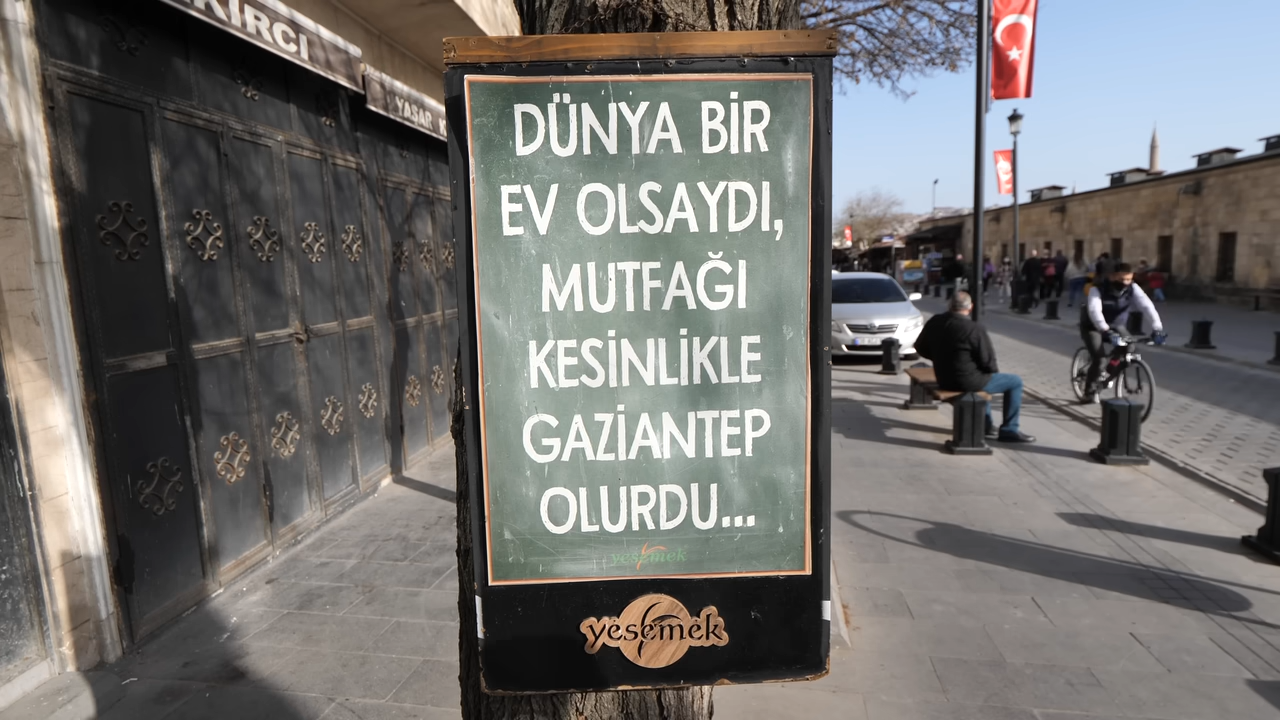 DÜNYA BİR
EV OLSAYDI,
MUTFAĞI
KESİNLİKLE
GAZİANTEP
OLURDU...
yesemek
yesemek
KIRCI
YAŞAR